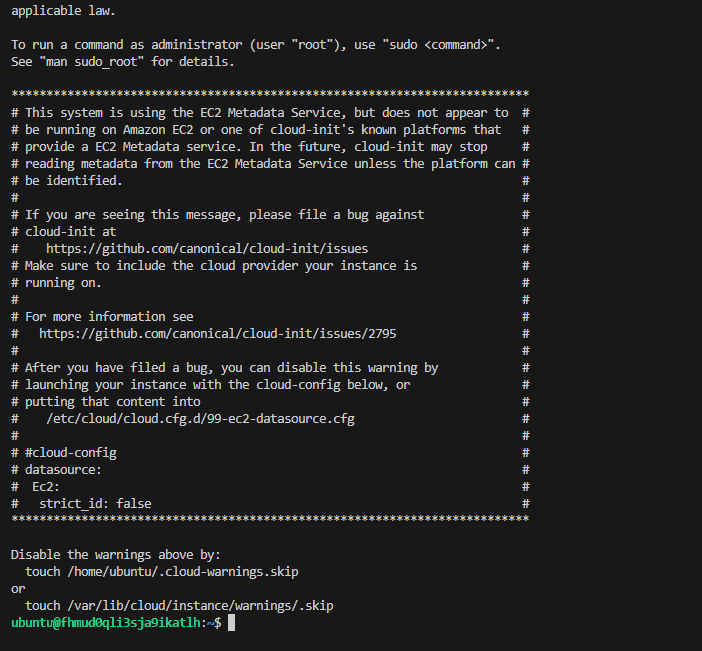 applicable law.
To run a command as administrator (user "root"), use "sudo <command>".
See "man sudo_root" for details.
**************************************************************************
# This system is using the EC2 Metadata Service, but does not appear to  #
# be running on Amazon EC2 or one of cloud-init's known platforms that   #
# provide a EC2 Metadata service. In the future, cloud-init may stop     #
# reading metadata from the EC2 Metadata Service unless the platform can #
# be identified.                                                         #
#                                                                        #
# If you are seeing this message, please file a bug against              #
# cloud-init at                                                          #
#    https://github.com/canonical/cloud-init/issues                      #
# Make sure to include the cloud provider your instance is               #
# running on.                                                            #
#                                                                        #
# For more information see                                               #
#   https://github.com/canonical/cloud-init/issues/2795                  #
#                                                                        #
# After you have filed a bug, you can disable this warning by            #
# launching your instance with the cloud-config below, or                #
# putting that content into                                              #
#    /etc/cloud/cloud.cfg.d/99-ec2-datasource.cfg                        #
#                                                                        #
# #cloud-config                                                          #
# datasource:                                                            #
#  Ec2:                                                                  #
#   strict_id: false                                                     #
**************************************************************************
Disable the warnings above by:
  touch /home/ubuntu/.cloud-warnings.skip
or
  touch /var/lib/cloud/instance/warnings/.skip
ubuntu@fhmud0qli3sja9ikatlh:~$